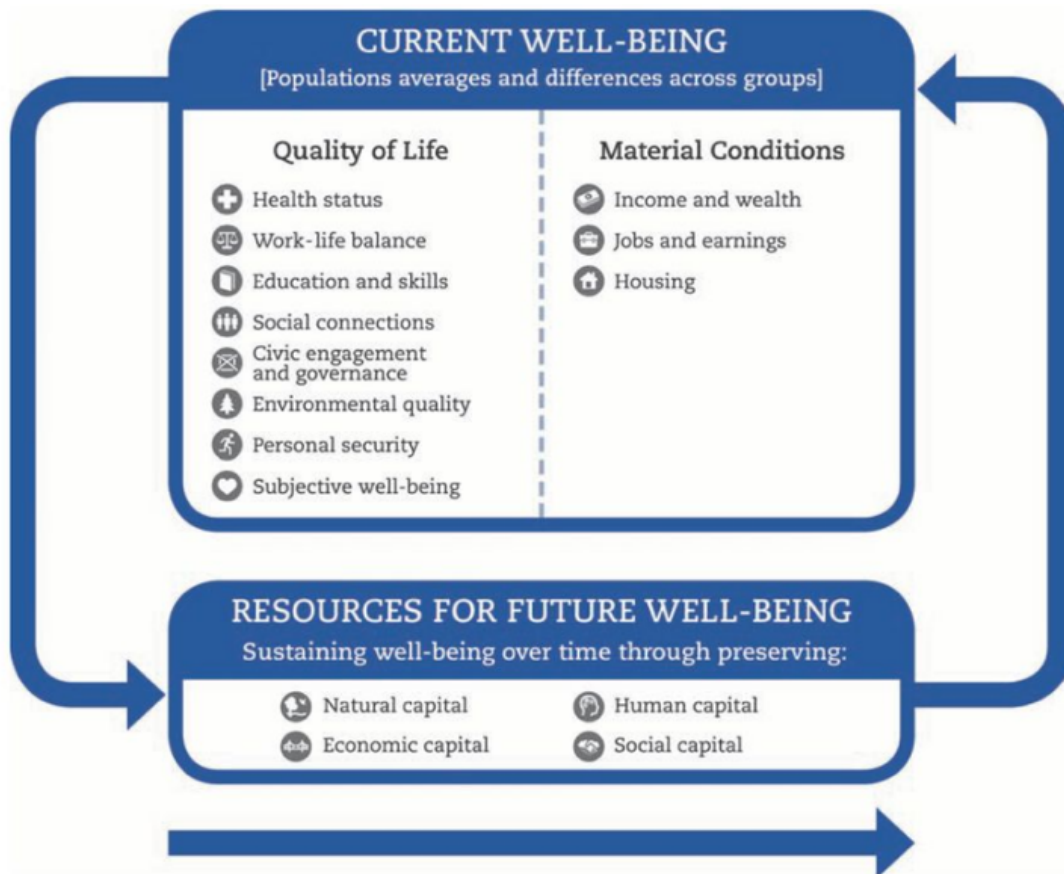 CURRENT WELL-BEING
[Populations averages and differences across groups]
Quality of Life
Health status
Work-life balance
Education and skills
Social connections
Civic engagement
and governance
Environmental quality
Personal security
Subjective well-being
Material Conditions
Income and wealth
Jobs and earnings
Housing
RESOURCES FOR FUTURE WELL-BEING
Sustaining well-being over time through preserving:
Natural capital
Human capital
Economic capital
Social capital